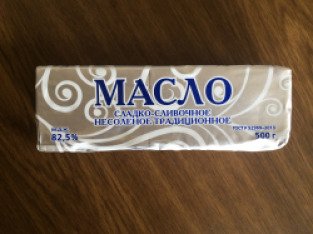 МАСЛО
СЛАДКО-СЛИВОЧНОЕ
НЕСОЛЕНОЕ ТРАДИЦИОННОЕ
82,5%
500 г